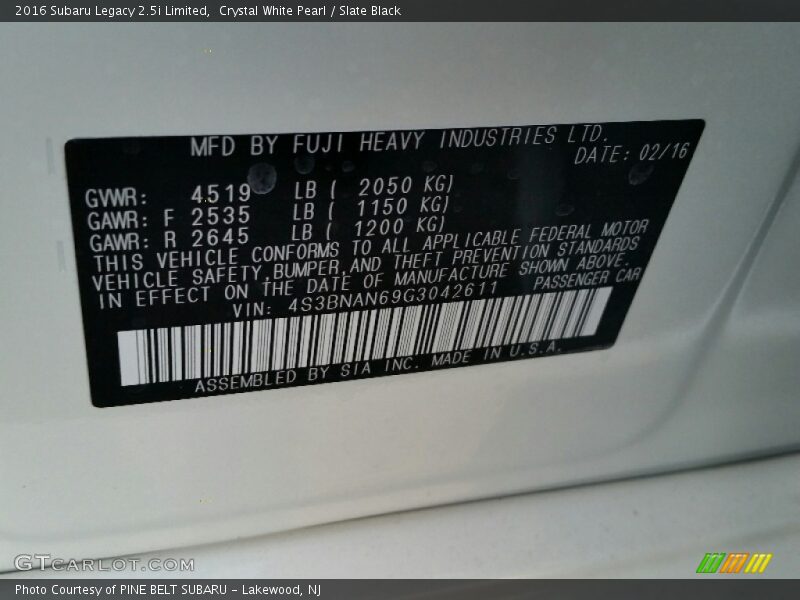 2016 Subaru Legacy 2.5i Limited,  Crystal White Pearl / Slate Black
MFD BY FUJI HEAVY INDUSTRIES LTD.
DATE: 02/16
GVWR: 4519 LB ( 2050 KG)
GAWR: F 2535 LB ( 1150 KG)
GAWR: R 2645 LB ( 1200 KG)
THIS VEHICLE CONFORMS TO ALL APPLICABLE FEDERAL MOTOR
VEHICLE SAFETY, BUMPER, AND THEFT PREVENTION STANDARDS
IN EFFECT ON THE DATE OF MANUFACTURE SHOWN ABOVE.
VIN: 4S3BNAN69G3042611 PASSENGER CAR
ASSEMBLED BY SIA INC. MADE IN U.S.A.
GTCARLOT.COM
Photo Courtesy of PINE BELT SUBARU - Lakewood, NJ